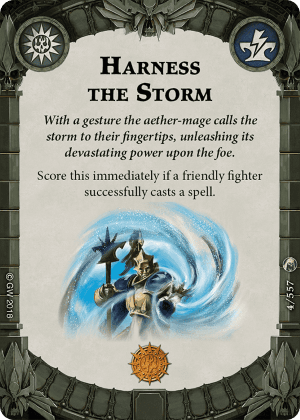 HARNESS
THE STORM
With a gesture the aether-mage calls the
storm to their fingertips, unleashing its
devastating power upon the foe.
Score this immediately if a friendly fighter
successfully casts a spell.
© GW 2018
4/557